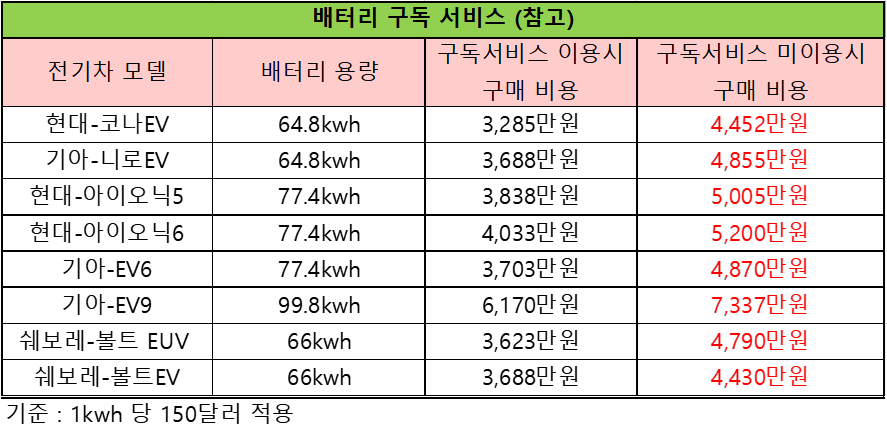 배터리 구독 서비스 (참고)
전기차 모델 배터리 용량 구독서비스 이용시 구매 비용 구독서비스 미이용시 구매 비용
현대-코나EV 64.8kwh 3,285만원 4,452만원
기아-니로EV 64.8kwh 3,688만원 4,855만원
현대-아이오닉5 77.4kwh 3,838만원 5,005만원
현대-아이오닉6 77.4kwh 4,033만원 5,200만원
기아-EV6 77.4kwh 3,703만원 4,870만원
기아-EV9 99.8kwh 6,170만원 7,337만원
쉐보레-볼트 EUV 66kwh 3,623만원 4,790만원
쉐보레-볼트EV 66kwh 3,688만원 4,430만원
기준 : 1kwh 당 150달러 적용